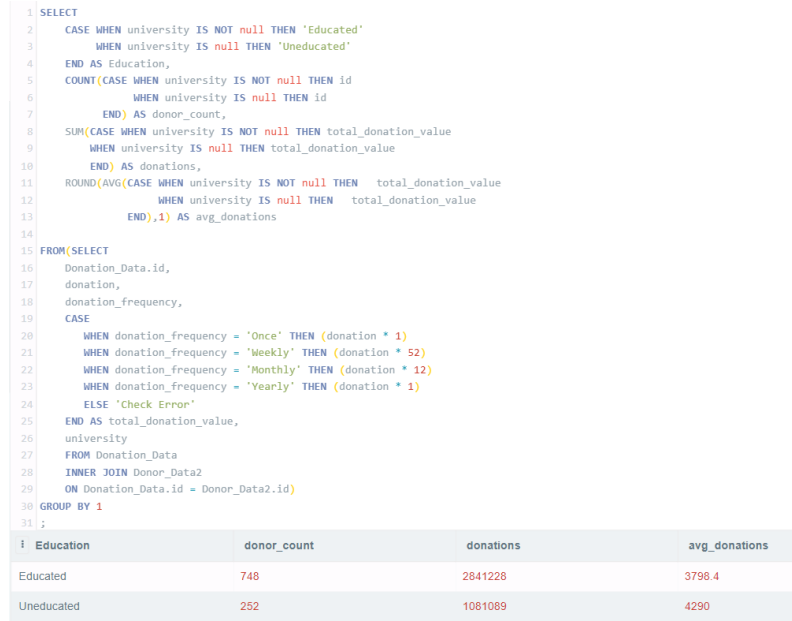 1 SELECT
2 CASE WHEN university IS NOT null THEN 'Educated'
3 WHEN university IS null THEN 'Uneducated'
4 END AS Education,
5 COUNT(CASE WHEN university IS NOT null THEN id
6 WHEN university IS null THEN id
7 END) AS donor_count,
8 SUM(CASE WHEN university IS NOT null THEN total_donation_value
9 WHEN university IS null THEN total_donation_value
10 END) AS donations,
11 ROUND(AVG(CASE WHEN university IS NOT null THEN total_donation_value
12 WHEN university IS null THEN total_donation_value
13 END),1) AS avg_donations
14
15 FROM(SELECT
16 Donation_Data.id,
17 donation,
18 donation_frequency,
19 CASE
20 WHEN donation_frequency = 'Once' THEN (donation * 1)
21 WHEN donation_frequency = 'Weekly' THEN (donation * 52)
22 WHEN donation_frequency = 'Monthly' THEN (donation * 12)
23 WHEN donation_frequency = 'Yearly' THEN (donation * 1)
24 ELSE 'Check Error'
25 END AS total_donation_value,
26 university
27 FROM Donation_Data
28 INNER JOIN Donor_Data2
29 ON Donation_Data.id = Donor_Data2.id)
30 GROUP BY 1
31 ;
Education donor_count donations avg_donations
Educated 748 2841228 3798.4
Uneducated 252 1081089 4290